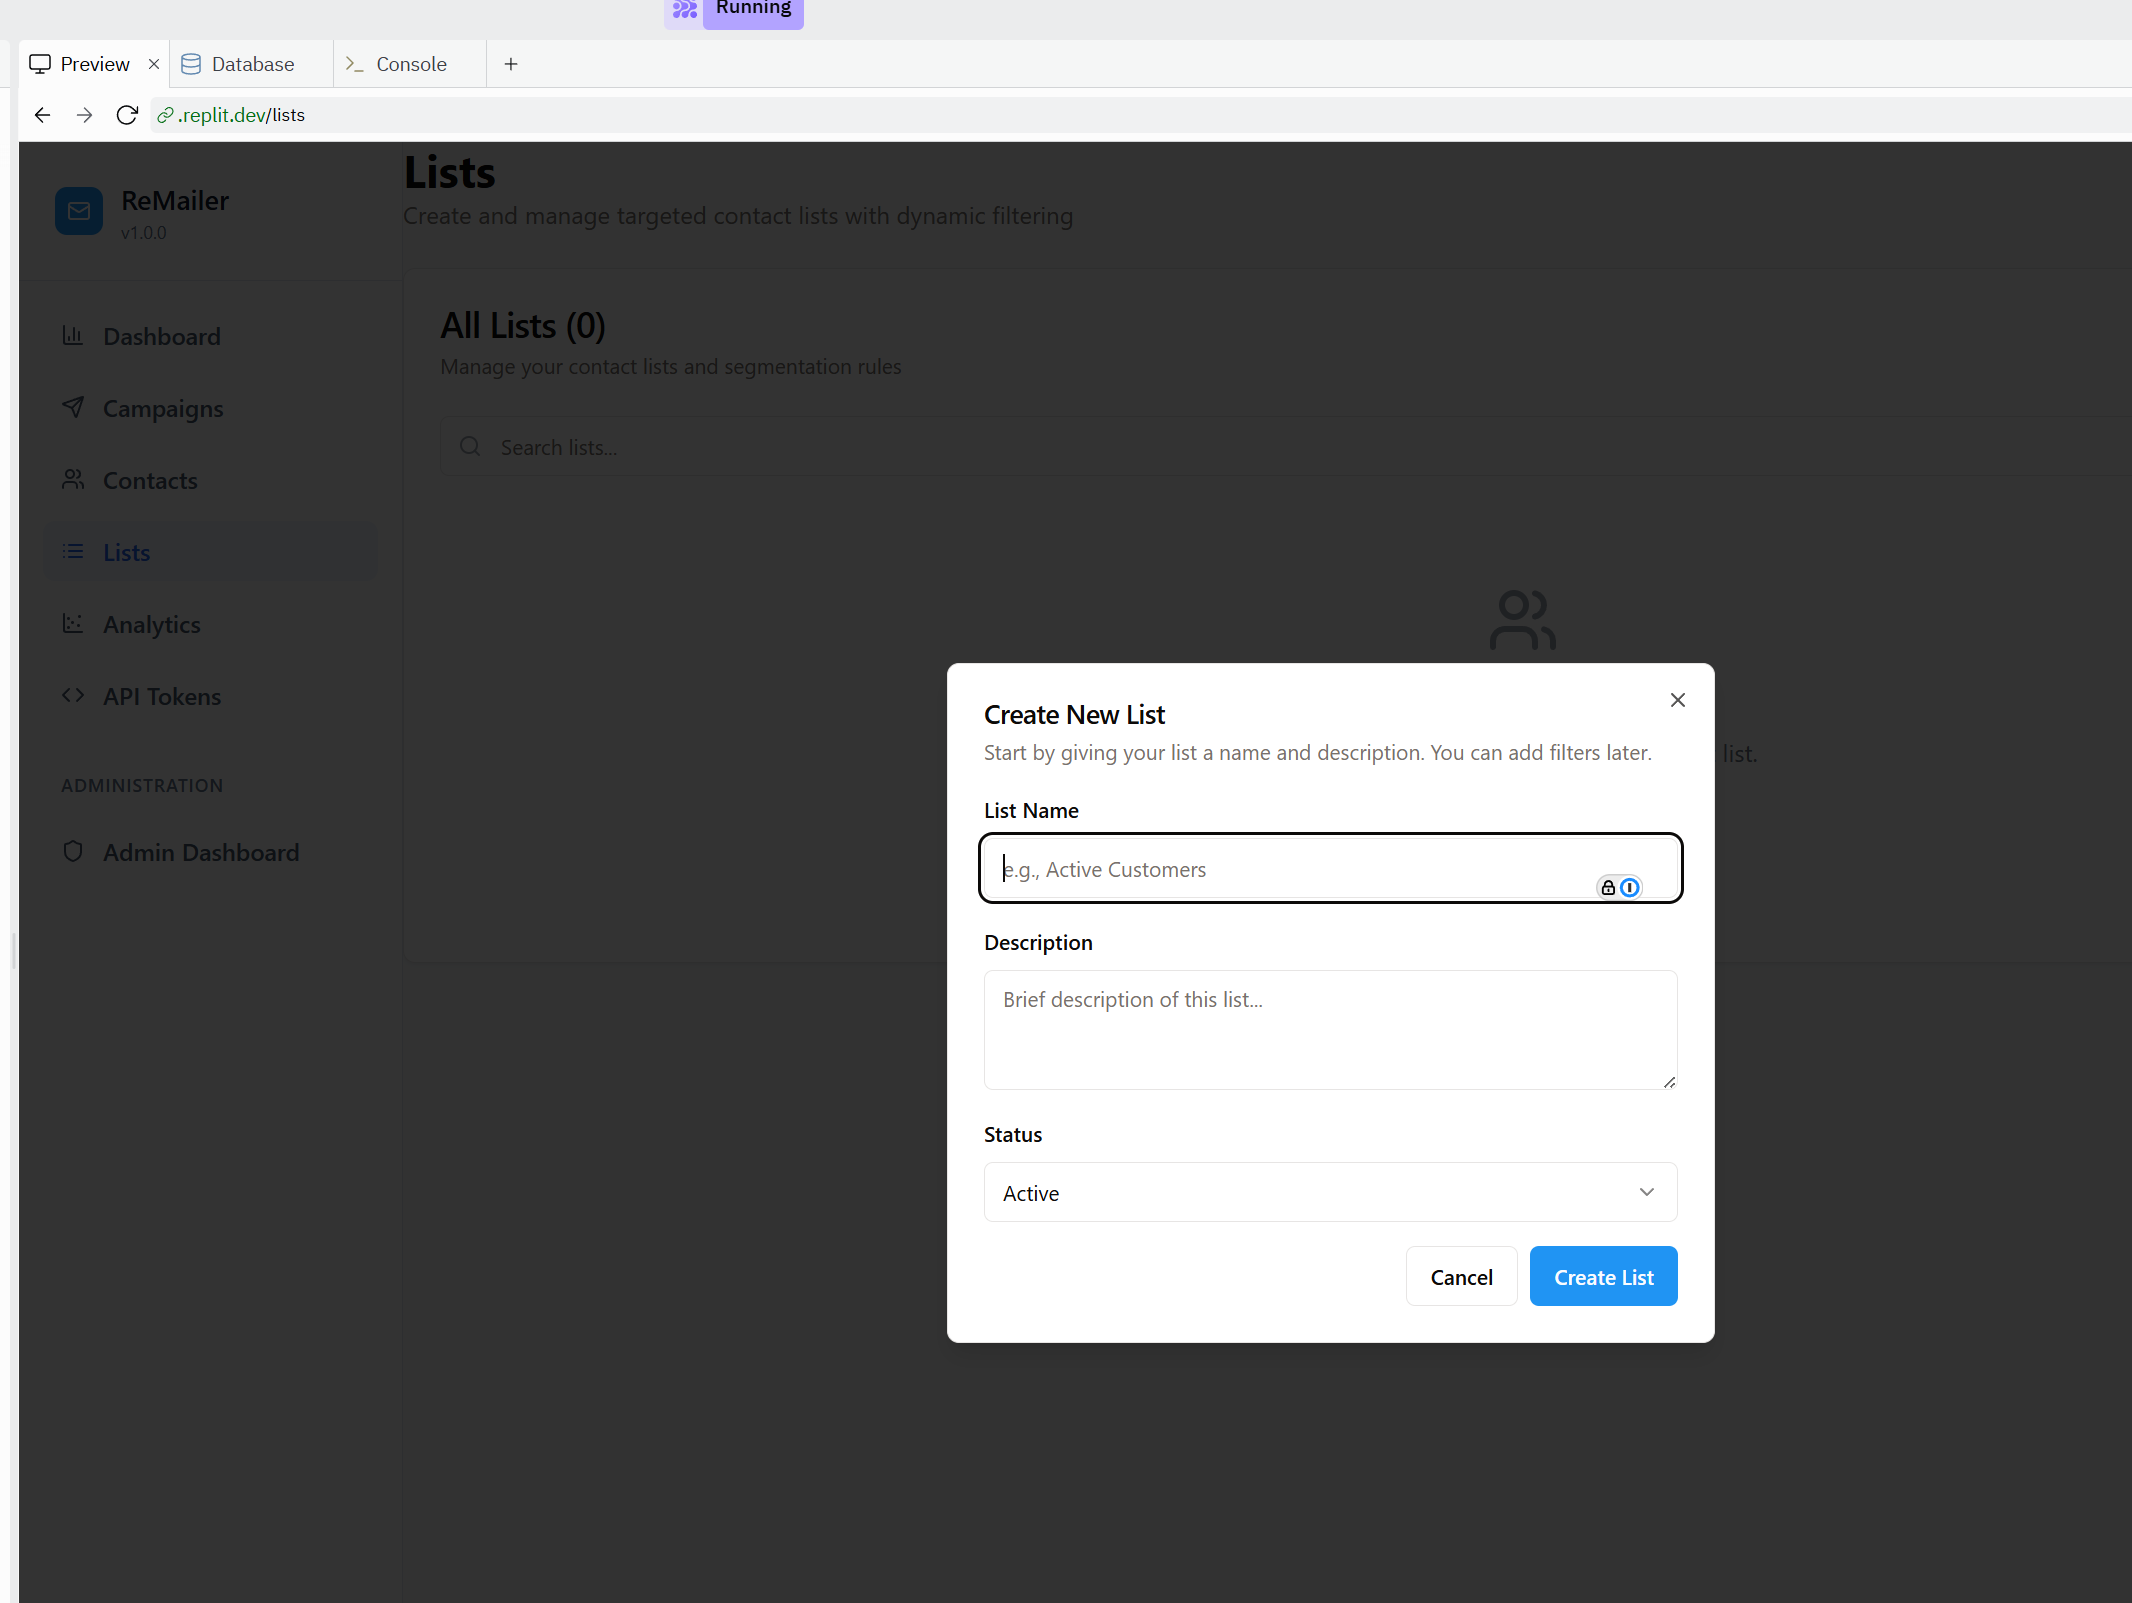 Running
Preview
Database
Console
.replit.dev/lists
ReMailer
v1.0.0
Dashboard
Campaigns
Contacts
Lists
Analytics
API Tokens
ADMINISTRATION
Admin Dashboard
Lists
Create and manage targeted contact lists with dynamic filtering
All Lists (0)
Manage your contact lists and segmentation rules
Search lists...
list.
Create New List
Start by giving your list a name and description. You can add filters later.
List Name
e.g., Active Customers
Description
Brief description of this list...
Status
Active
Cancel
Create List